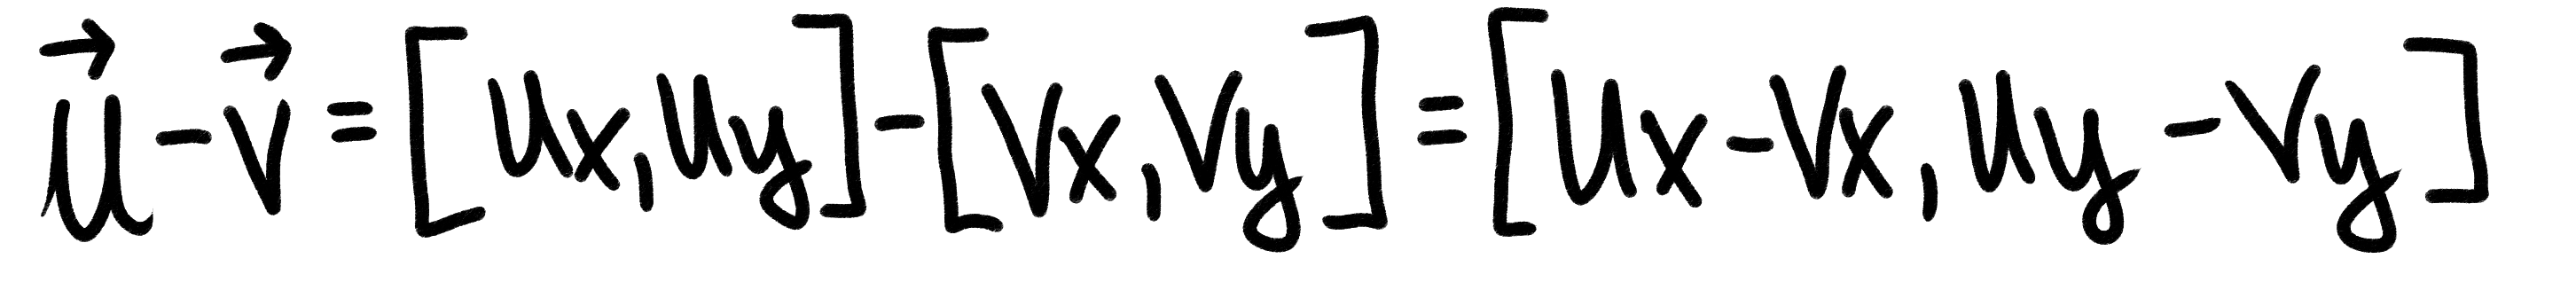 u⃗ - v⃗ = [ux, uy] - [vx, vy] = [ux - vx, uy - vy]